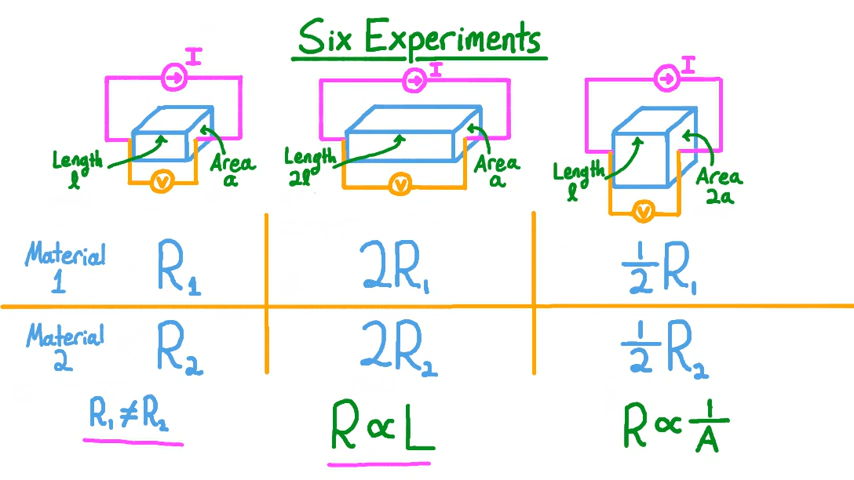 Six Experiments
I
I
I
Length
l
Area
a
V
Length
2l
Area
a
V
Length
l
Area
2a
V
Material
1
R₁
2R₁
½R₁
Material
2
R₂
2R₂
½R₂
R₁≠R₂
R∝L
R∝1/A